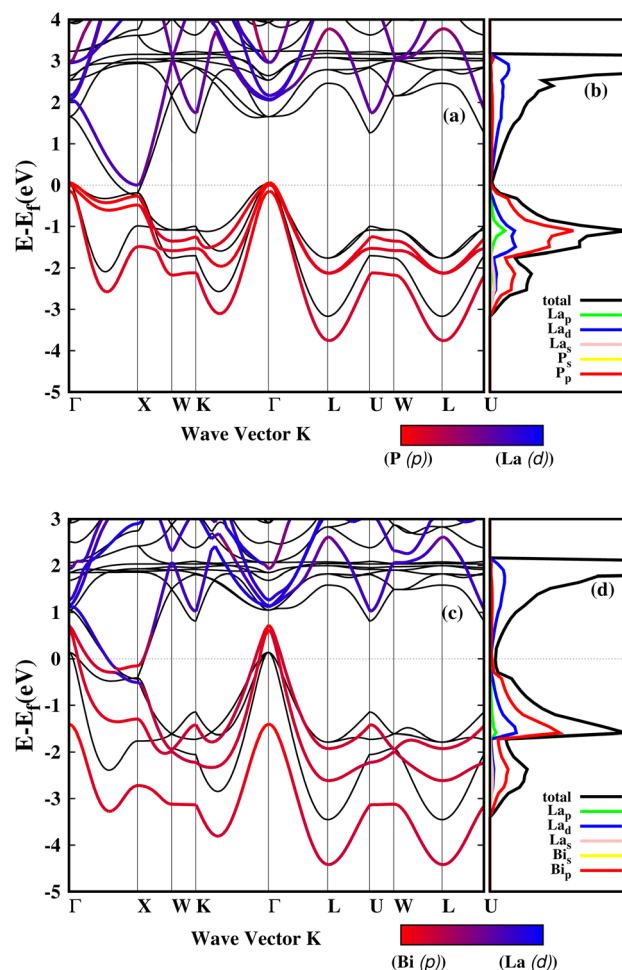 4
3
2
1
0
-1
-2
-3
-4
-5
E-E_f(eV)
(a)
(b)
total
La_p
La_d
La_s
P_s
P_p
Γ X W K Γ L U W L U
Wave Vector K
(P (p)) (La (d))
3
2
1
0
-1
-2
-3
-4
-5
E-E_f(eV)
(c)
(d)
total
La_p
La_d
La_s
Bi_s
Bi_p
Γ X W K Γ L U W L U
Wave Vector K
(Bi (p)) (La (d))